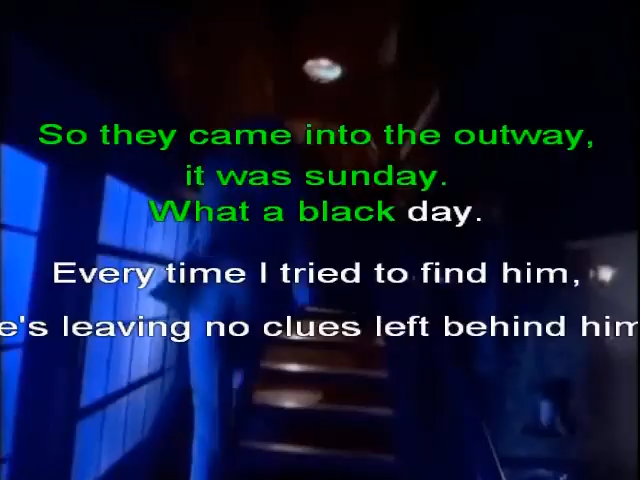 So they came into the outway,
it was sunday.
What a black day.
Every time I tried to find him,
e's leaving no clues left behind him